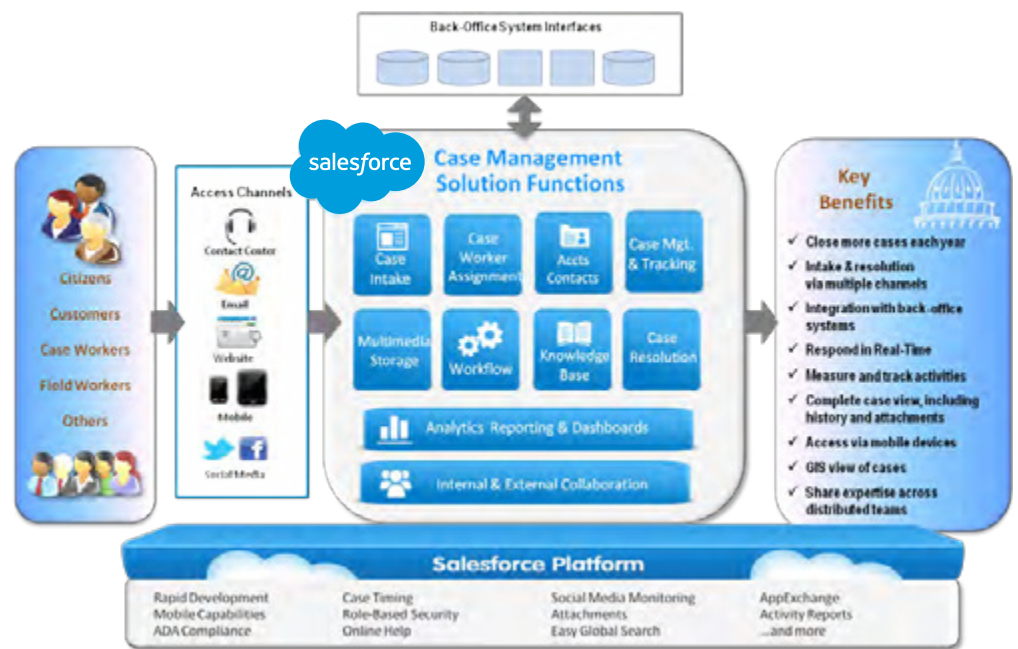 Back-Office System Interfaces
salesforce
Case Management
Solution Functions
Citizens
Customers
Case Workers
Field Workers
Others
Access Channels
Contact Center
Email
Website
Mobile
Social Media
Case
Intake
Case
Worker
Assignment
Accts
Contacts
Case Mgt.
& Tracking
Multimedia
Storage
Workflow
Knowledge
Base
Case
Resolution
Analytics Reporting & Dashboards
Internal & External Collaboration
Key
Benefits
✓ Close more cases each year
✓ Intake & resolution
via multiple channels
✓ Integration with back-office
systems
✓ Respond in Real-Time
✓ Measure and track activities
✓ Complete case view, including
history and attachments
✓ Access via mobile devices
✓ GIS view of cases
✓ Share expertise across
distributed teams
Salesforce Platform
Rapid Development
Mobile Capabilities
ADA Compliance
Case Timing
Role-Based Security
Online Help
Social Media Monitoring
Attachments
Easy Global Search
AppExchange
Activity Reports
...and more